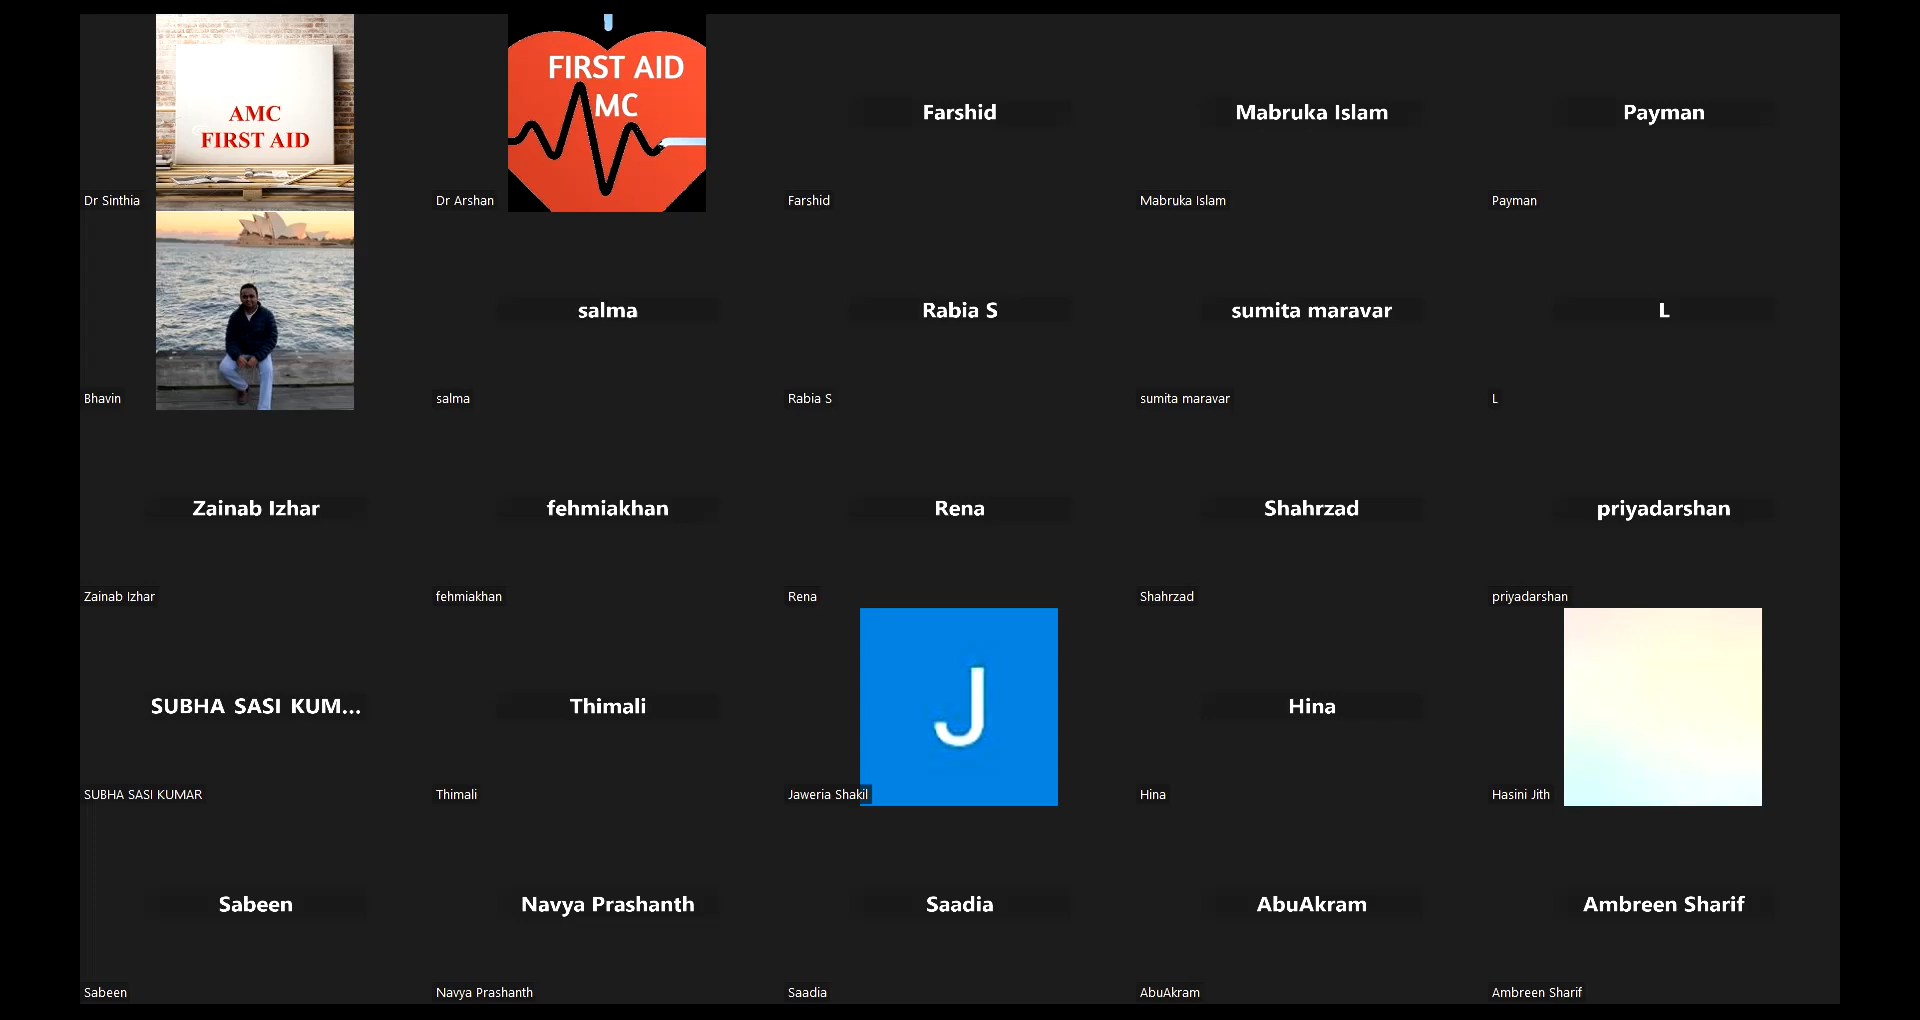 AMC
FIRST AID
Dr Sinthia
FIRST AID
MC
Dr Arshan
Farshid
Farshid
Mabruka Islam
Mabruka Islam
Payman
Payman
Bhavin
salma
salma
Rabia S
Rabia S
sumita maravar
sumita maravar
L
L
Zainab Izhar
Zainab Izhar
fehmiakhan
fehmiakhan
Rena
Rena
Shahrzad
Shahrzad
priyadarshan
priyadarshan
SUBHA SASI KUM...
SUBHA SASI KUMAR
Thimali
Thimali
J
Jaweria Shakil
Hina
Hina
Hasini Jith
Sabeen
Sabeen
Navya Prashanth
Navya Prashanth
Saadia
Saadia
AbuAkram
AbuAkram
Ambreen Sharif
Ambreen Sharif